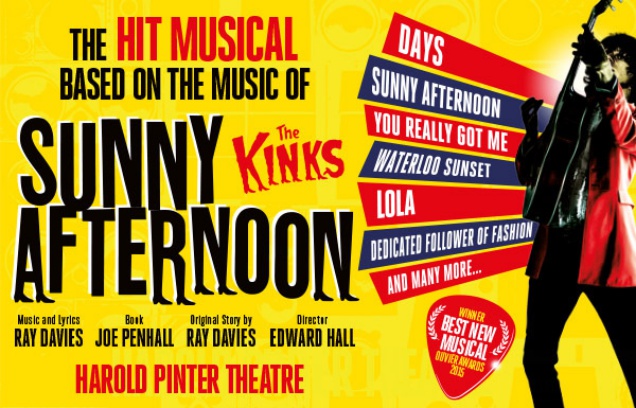 THE HIT MUSICAL
BASED ON THE MUSIC OF
SUNNY
AFTERNOON
The
KINKS
DAYS
SUNNY AFTERNOON
YOU REALLY GOT ME
WATERLOO SUNSET
LOLA
DEDICATED FOLLOWER OF FASHION
AND MANY MORE...
Music and Lyrics
RAY DAVIES
Book
JOE PENHALL
Original Story by
RAY DAVIES
Director
EDWARD HALL
HAROLD PINTER THEATRE
WINNER
BEST NEW
MUSICAL
OLIVIER AWARDS
2015